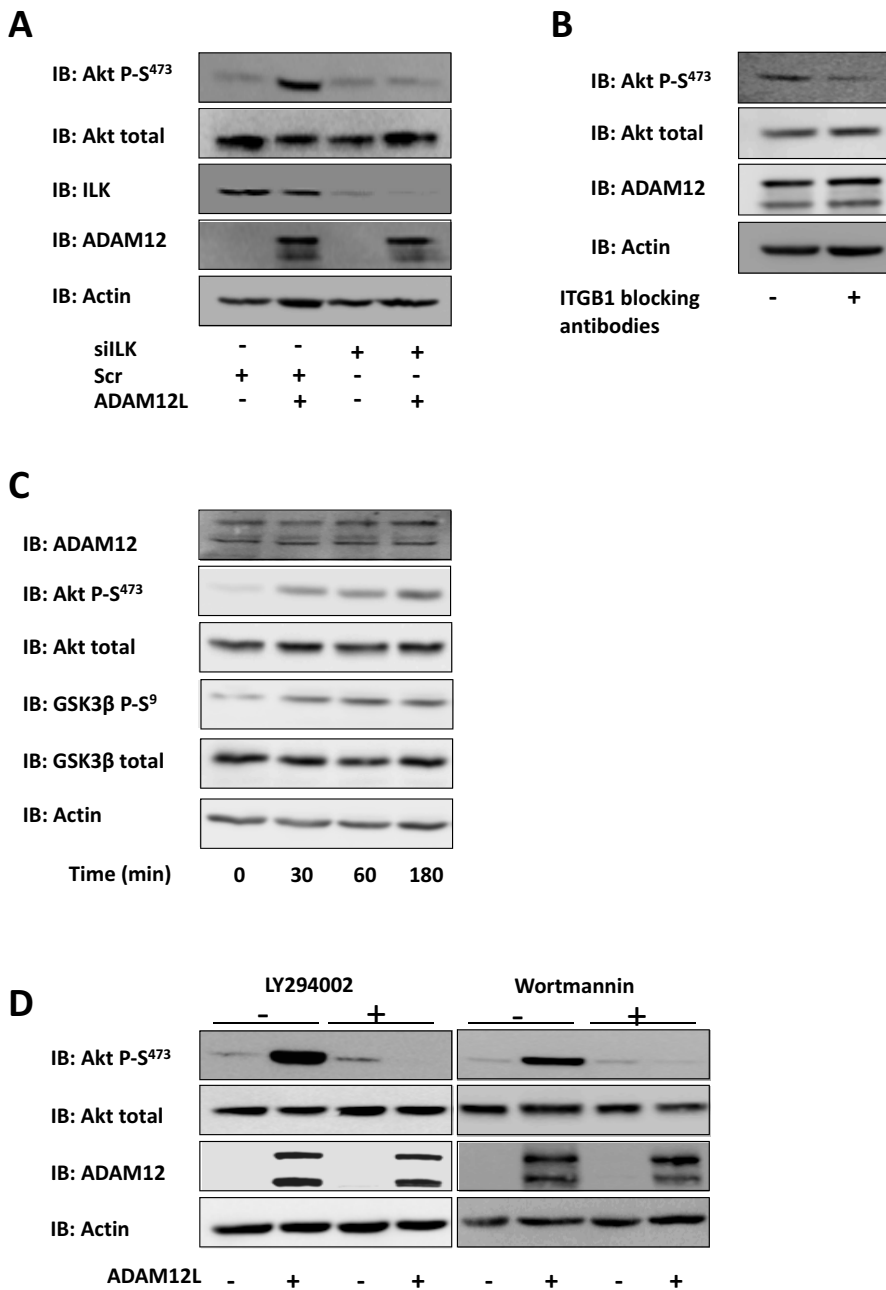 A
IB: Akt P-S⁴⁷³
IB: Akt total
IB: ILK
IB: ADAM12
IB: Actin
siILK - - + +
Scr + + - -
ADAM12L - + - +
B
IB: Akt P-S⁴⁷³
IB: Akt total
IB: ADAM12
IB: Actin
ITGB1 blocking - +
antibodies
C
IB: ADAM12
IB: Akt P-S⁴⁷³
IB: Akt total
IB: GSK3β P-S⁹
IB: GSK3β total
IB: Actin
Time (min) 0 30 60 180
D
LY294002 Wortmannin
- + - +
IB: Akt P-S⁴⁷³
IB: Akt total
IB: ADAM12
IB: Actin
ADAM12L - + - + - + - +